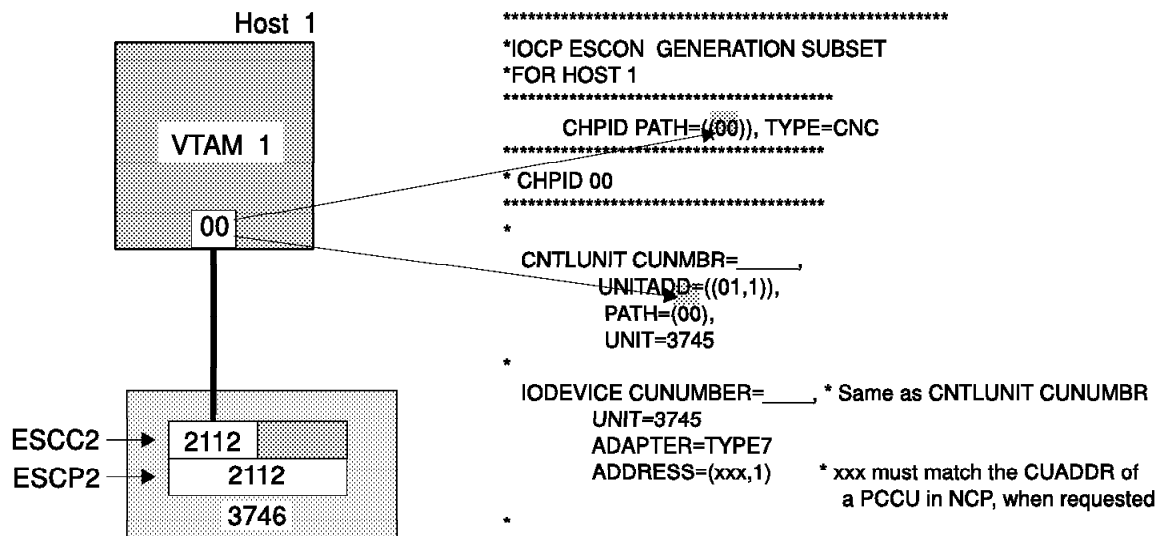 Host 1
VTAM 1
00
ESCC2
2112
ESCP2
2112
3746
******************************************************
*IOCP ESCON GENERATION SUBSET
*FOR HOST 1
****************************************
CHPID PATH=((00)), TYPE=CNC
***************************************
* CHPID 00
***************************************
*
CNTLUNIT CUNMBR=_____,
UNITADD=((01,1)),
PATH=(00),
UNIT=3745
*
IODEVICE CUNUMBER=_____, * Same as CNTLUNIT CUNUMBR
UNIT=3745
ADAPTER=TYPE7
ADDRESS=(xxx,1) * xxx must match the CUADDR of
a PCCU in NCP, when requested
*